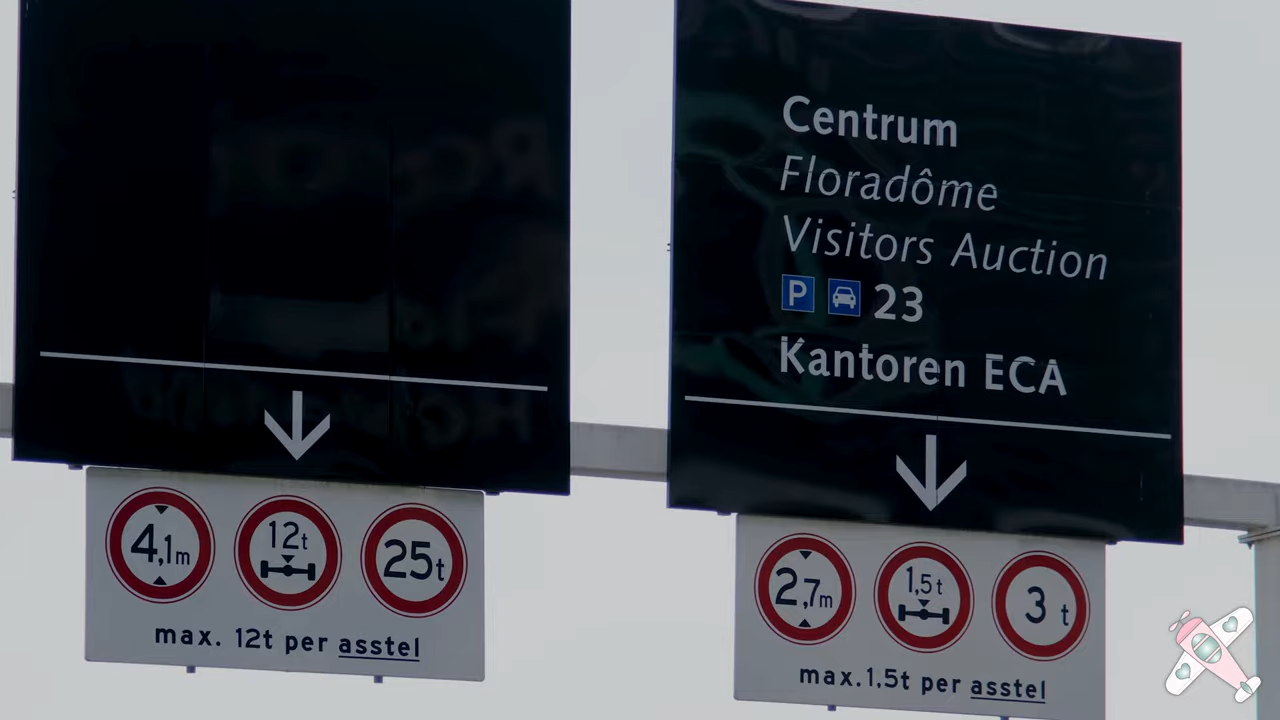 4,1m
12t
25t
max. 12t per asstel
Centrum
Floradôme
Visitors Auction
P 23
Kantoren ECA
2,7m
1,5t
3 t
max.1,5t per asstel